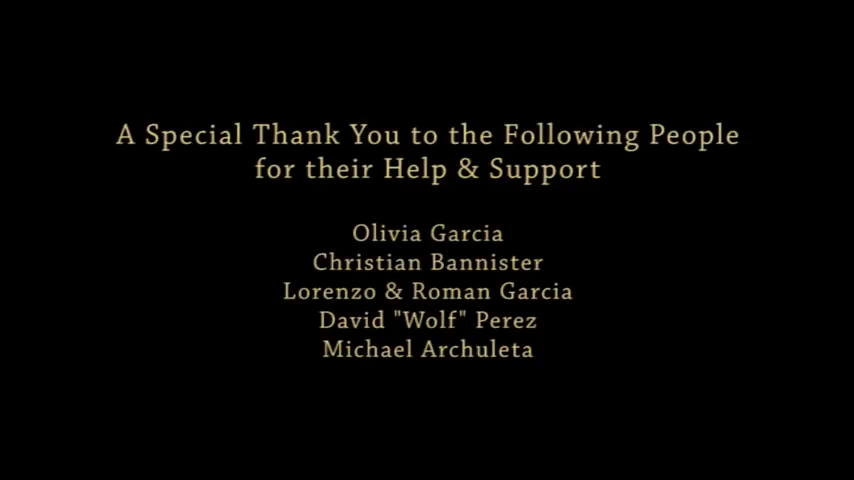 A Special Thank You to the Following People
for their Help & Support
Olivia Garcia
Christian Bannister
Lorenzo & Roman Garcia
David "Wolf" Perez
Michael Archuleta